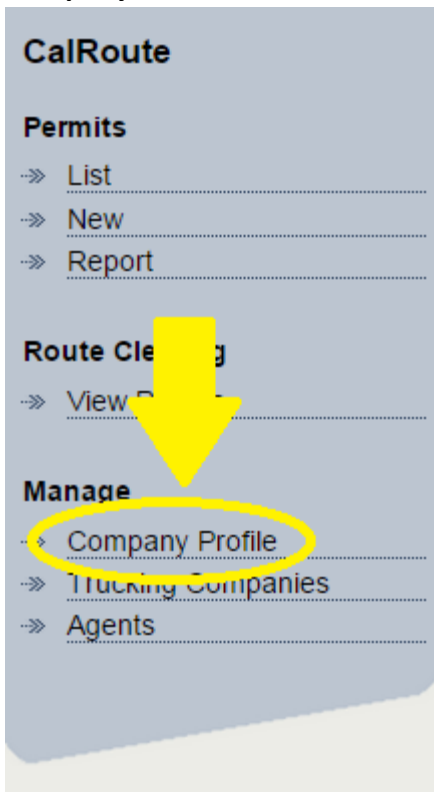 CalRoute
Permits
List
New
Report
Route
View
Manage
Company Profile
Trucking Companies
Agents